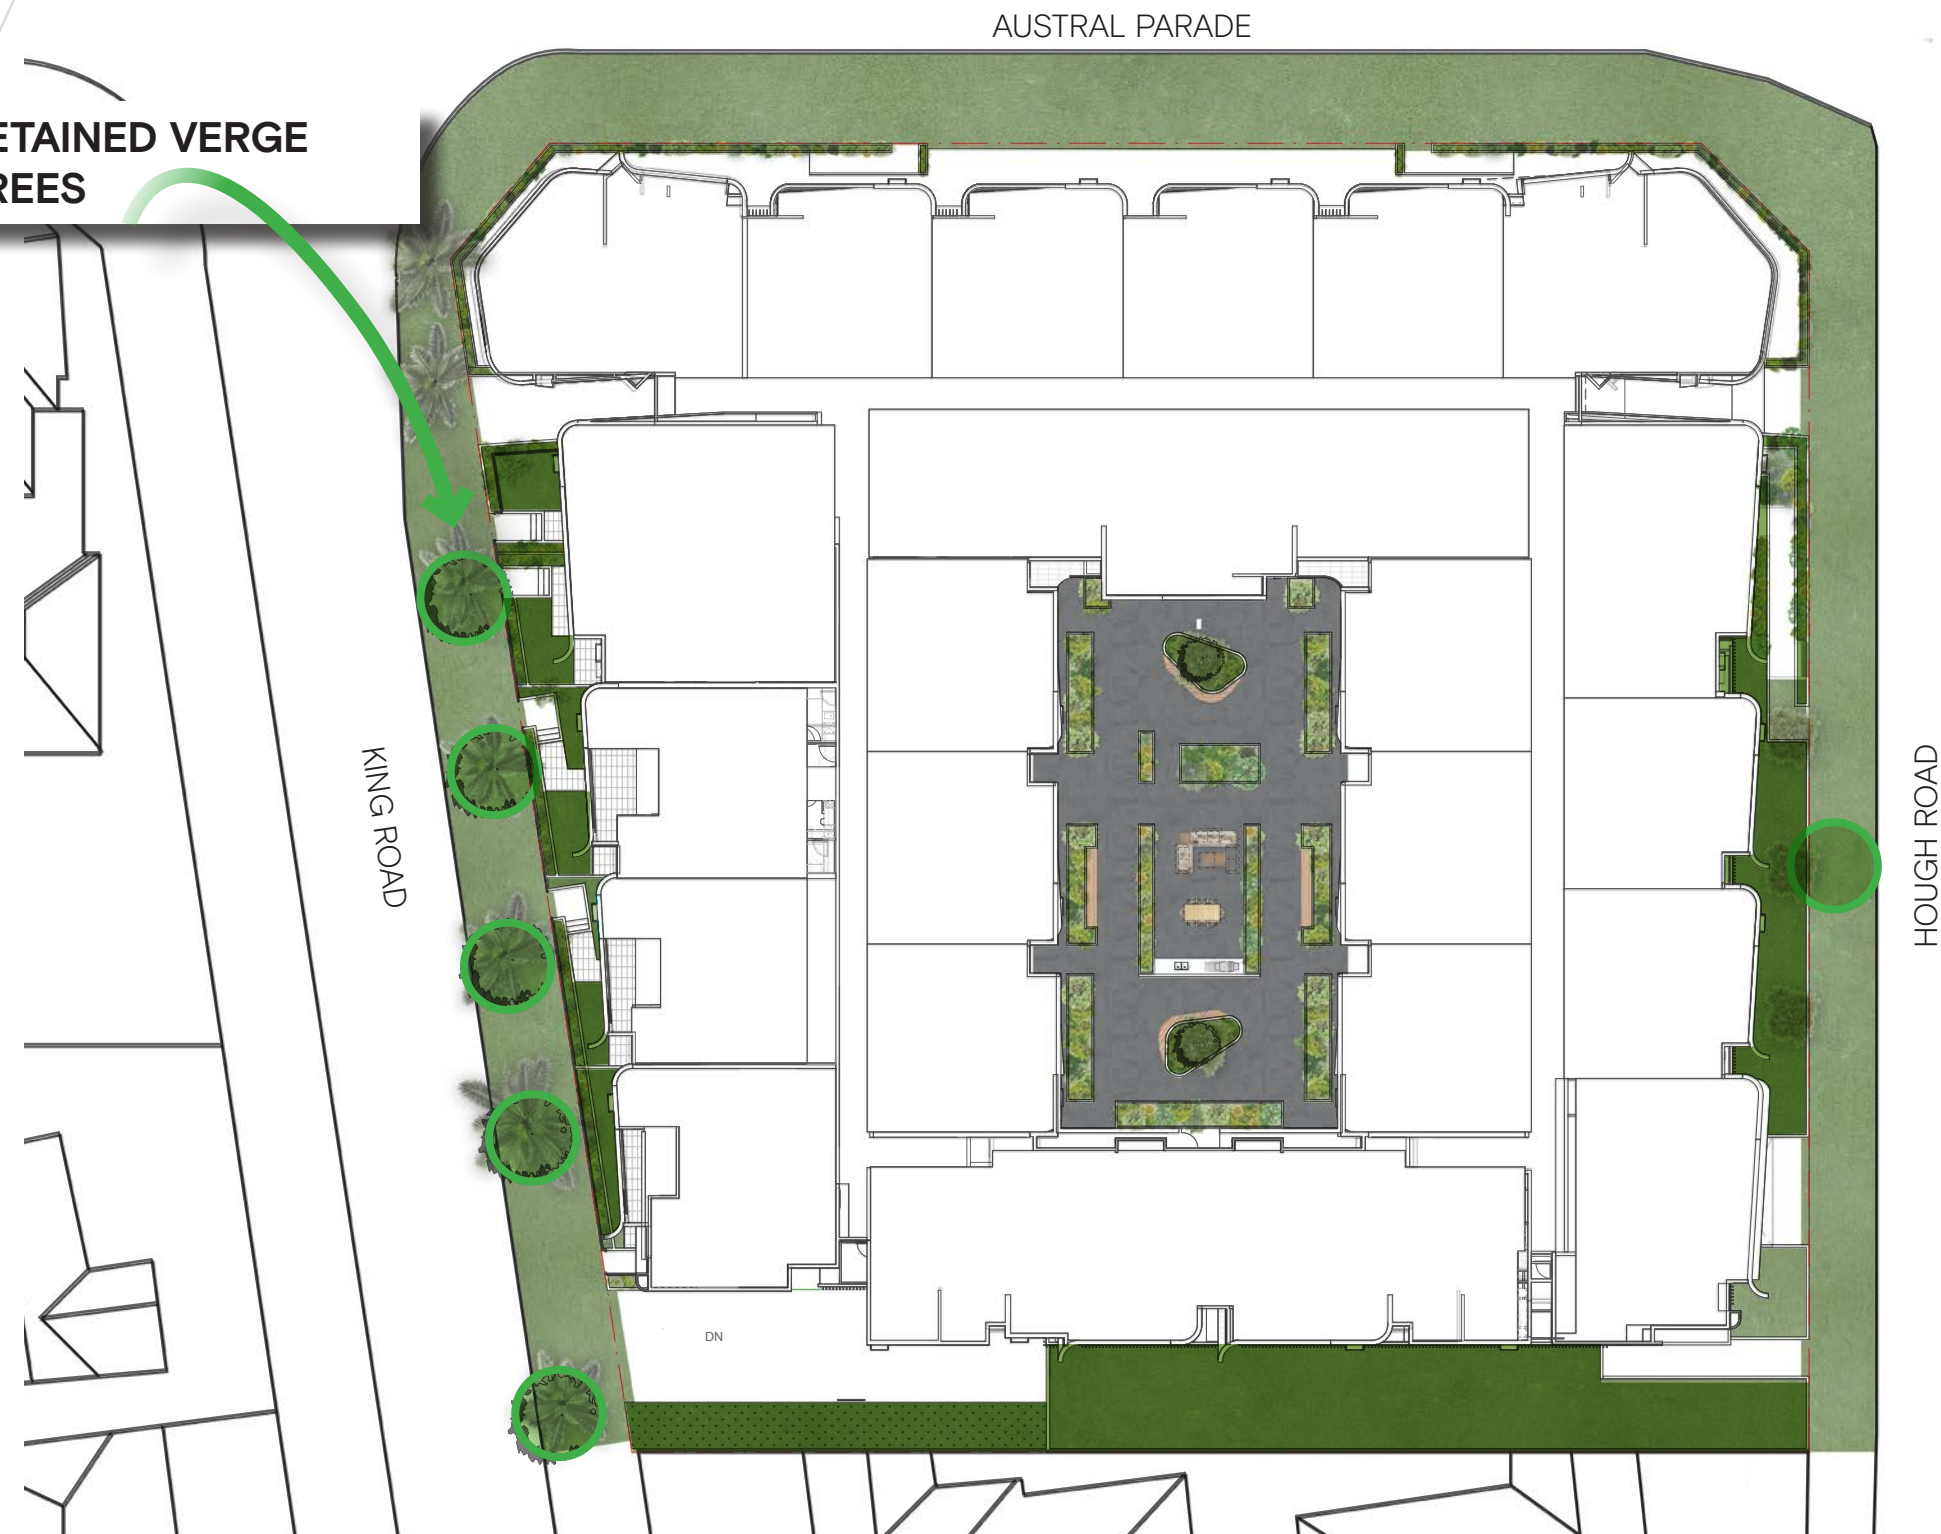 AUSTRAL PARADE
ETAINED VERGE
REES
KING ROAD
HOUGH ROAD
DN